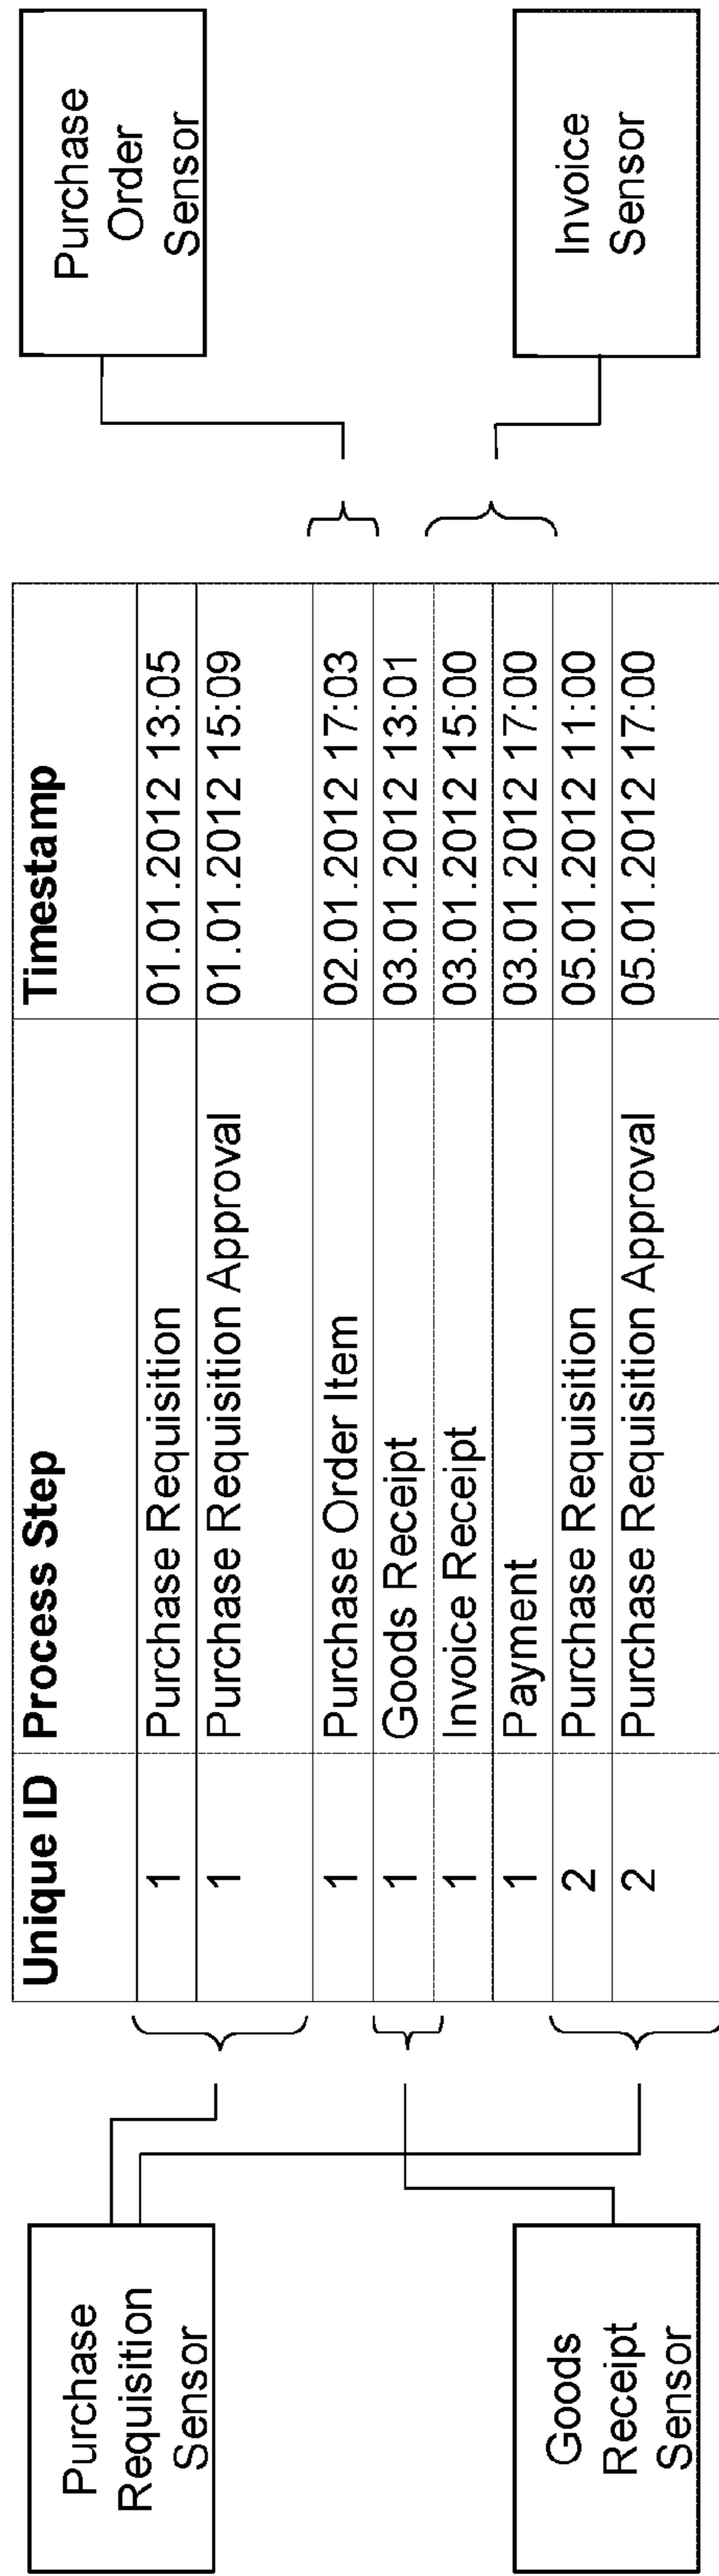 Purchase
Requisition
Sensor
Goods
Receipt
Sensor
Unique ID Process Step Timestamp
1 Purchase Requisition 01.01.2012 13:05
1 Purchase Requisition Approval 01.01.2012 15:09
1 Purchase Order Item 02.01.2012 17:03
1 Goods Receipt 03.01.2012 13:01
1 Invoice Receipt 03.01.2012 15:00
1 Payment 03.01.2012 17:00
2 Purchase Requisition 05.01.2012 11:00
2 Purchase Requisition Approval 05.01.2012 17:00
Purchase
Order
Sensor
Invoice
Sensor